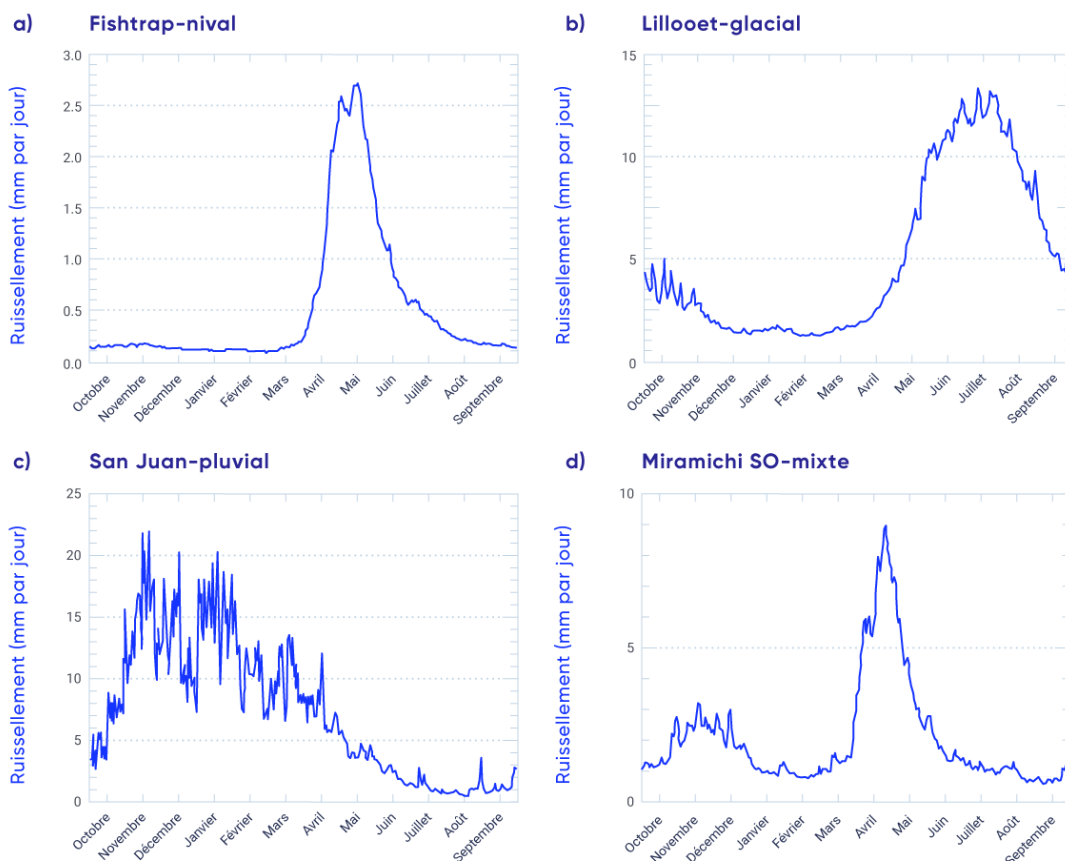 a) Fishtrap-nival
Ruissellement (mm par jour)
3.0
2.5
2.0
1.5
1.0
0.5
0.0
Octobre Novembre Décembre Janvier Février Mars Avril Mai Juin Juillet Août Septembre
b) Lillooet-glacial
Ruissellement (mm par jour)
15
10
5
0
Octobre Novembre Décembre Janvier Février Mars Avril Mai Juin Juillet Août Septembre
c) San Juan-pluvial
Ruissellement (mm par jour)
25
20
15
10
5
0
Octobre Novembre Décembre Janvier Février Mars Avril Mai Juin Juillet Août Septembre
d) Miramichi SO-mixte
Ruissellement (mm par jour)
10
5
0
Octobre Novembre Décembre Janvier Février Mars Avril Mai Juin Juillet Août Septembre